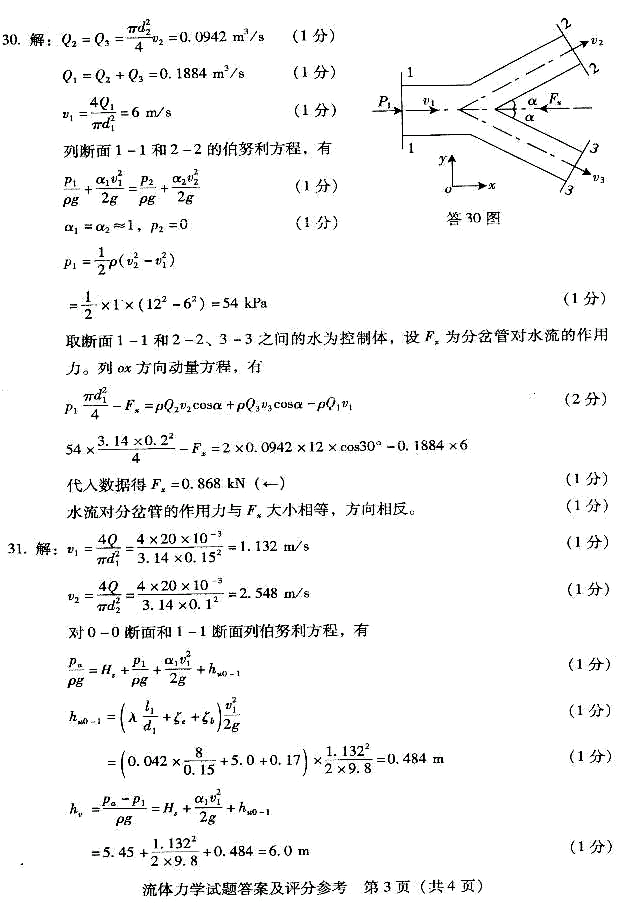 30. 解：Q₂ = Q₃ = πd₂²/4 v₂ = 0.0942 m³/s （1 分）
Q₁ = Q₂ + Q₃ = 0.1884 m³/s （1 分）
v₁ = 4Q₁/πd₁² = 6 m/s （1 分）
列断面 1 - 1 和 2 - 2 的伯努利方程，有
p₁/ρg + α₁v₁²/2g = p₂/ρg + α₂v₂²/2g （1 分）
α₁ = α₂ ≈ 1，p₂ = 0 （1 分）
p₁ = 1/2 ρ(v₂² - v₁²)
= 1/2 × 1 × (12² - 6²) = 54 kPa （1 分）
1
1
2
2
3
3
P₁
v₁
v₂
v₃
α
α
Fₓ
y
o
x
答 30 图
取断面 1 - 1 和 2 - 2、3 - 3 之间的水为控制体，设 Fₓ 为分岔管对水流的作用
力。列 ox 方向动量方程，有
p₁ πd₁²/4 - Fₓ = ρQ₂v₂cosα + ρQ₃v₃cosα - ρQ₁v₁ （2 分）
54 × 3.14 × 0.2²/4 - Fₓ = 2 × 0.0942 × 12 × cos30° - 0.1884 × 6
代入数据得 Fₓ = 0.868 kN（←） （1 分）
水流对分岔管的作用力与 Fₓ 大小相等，方向相反。 （1 分）
31. 解：v₁ = 4Q/πd₁² = 4 × 20 × 10⁻³/3.14 × 0.15² = 1.132 m/s （1 分）
v₂ = 4Q/πd₂² = 4 × 20 × 10⁻³/3.14 × 0.1² = 2.548 m/s （1 分）
对 0 - 0 断面和 1 - 1 断面列伯努利方程，有
pₐ/ρg = Hₛ + p₁/ρg + α₁v₁²/2g + h_w0-1 （1 分）
h_w0-1 = (λ l₁/d₁ + ζₑ + ζ_b) v₁²/2g （1 分）
= (0.042 × 8/0.15 + 5.0 + 0.17) × 1.132²/2 × 9.8 = 0.484 m （1 分）
hᵥ = pₐ - p₁/ρg = Hₛ + α₁v₁²/2g + h_w0-1
= 5.45 + 1.132²/2 × 9.8 + 0.484 = 6.0 m （1 分）
流体力学试题答案及评分参考 第 3 页（共 4 页）